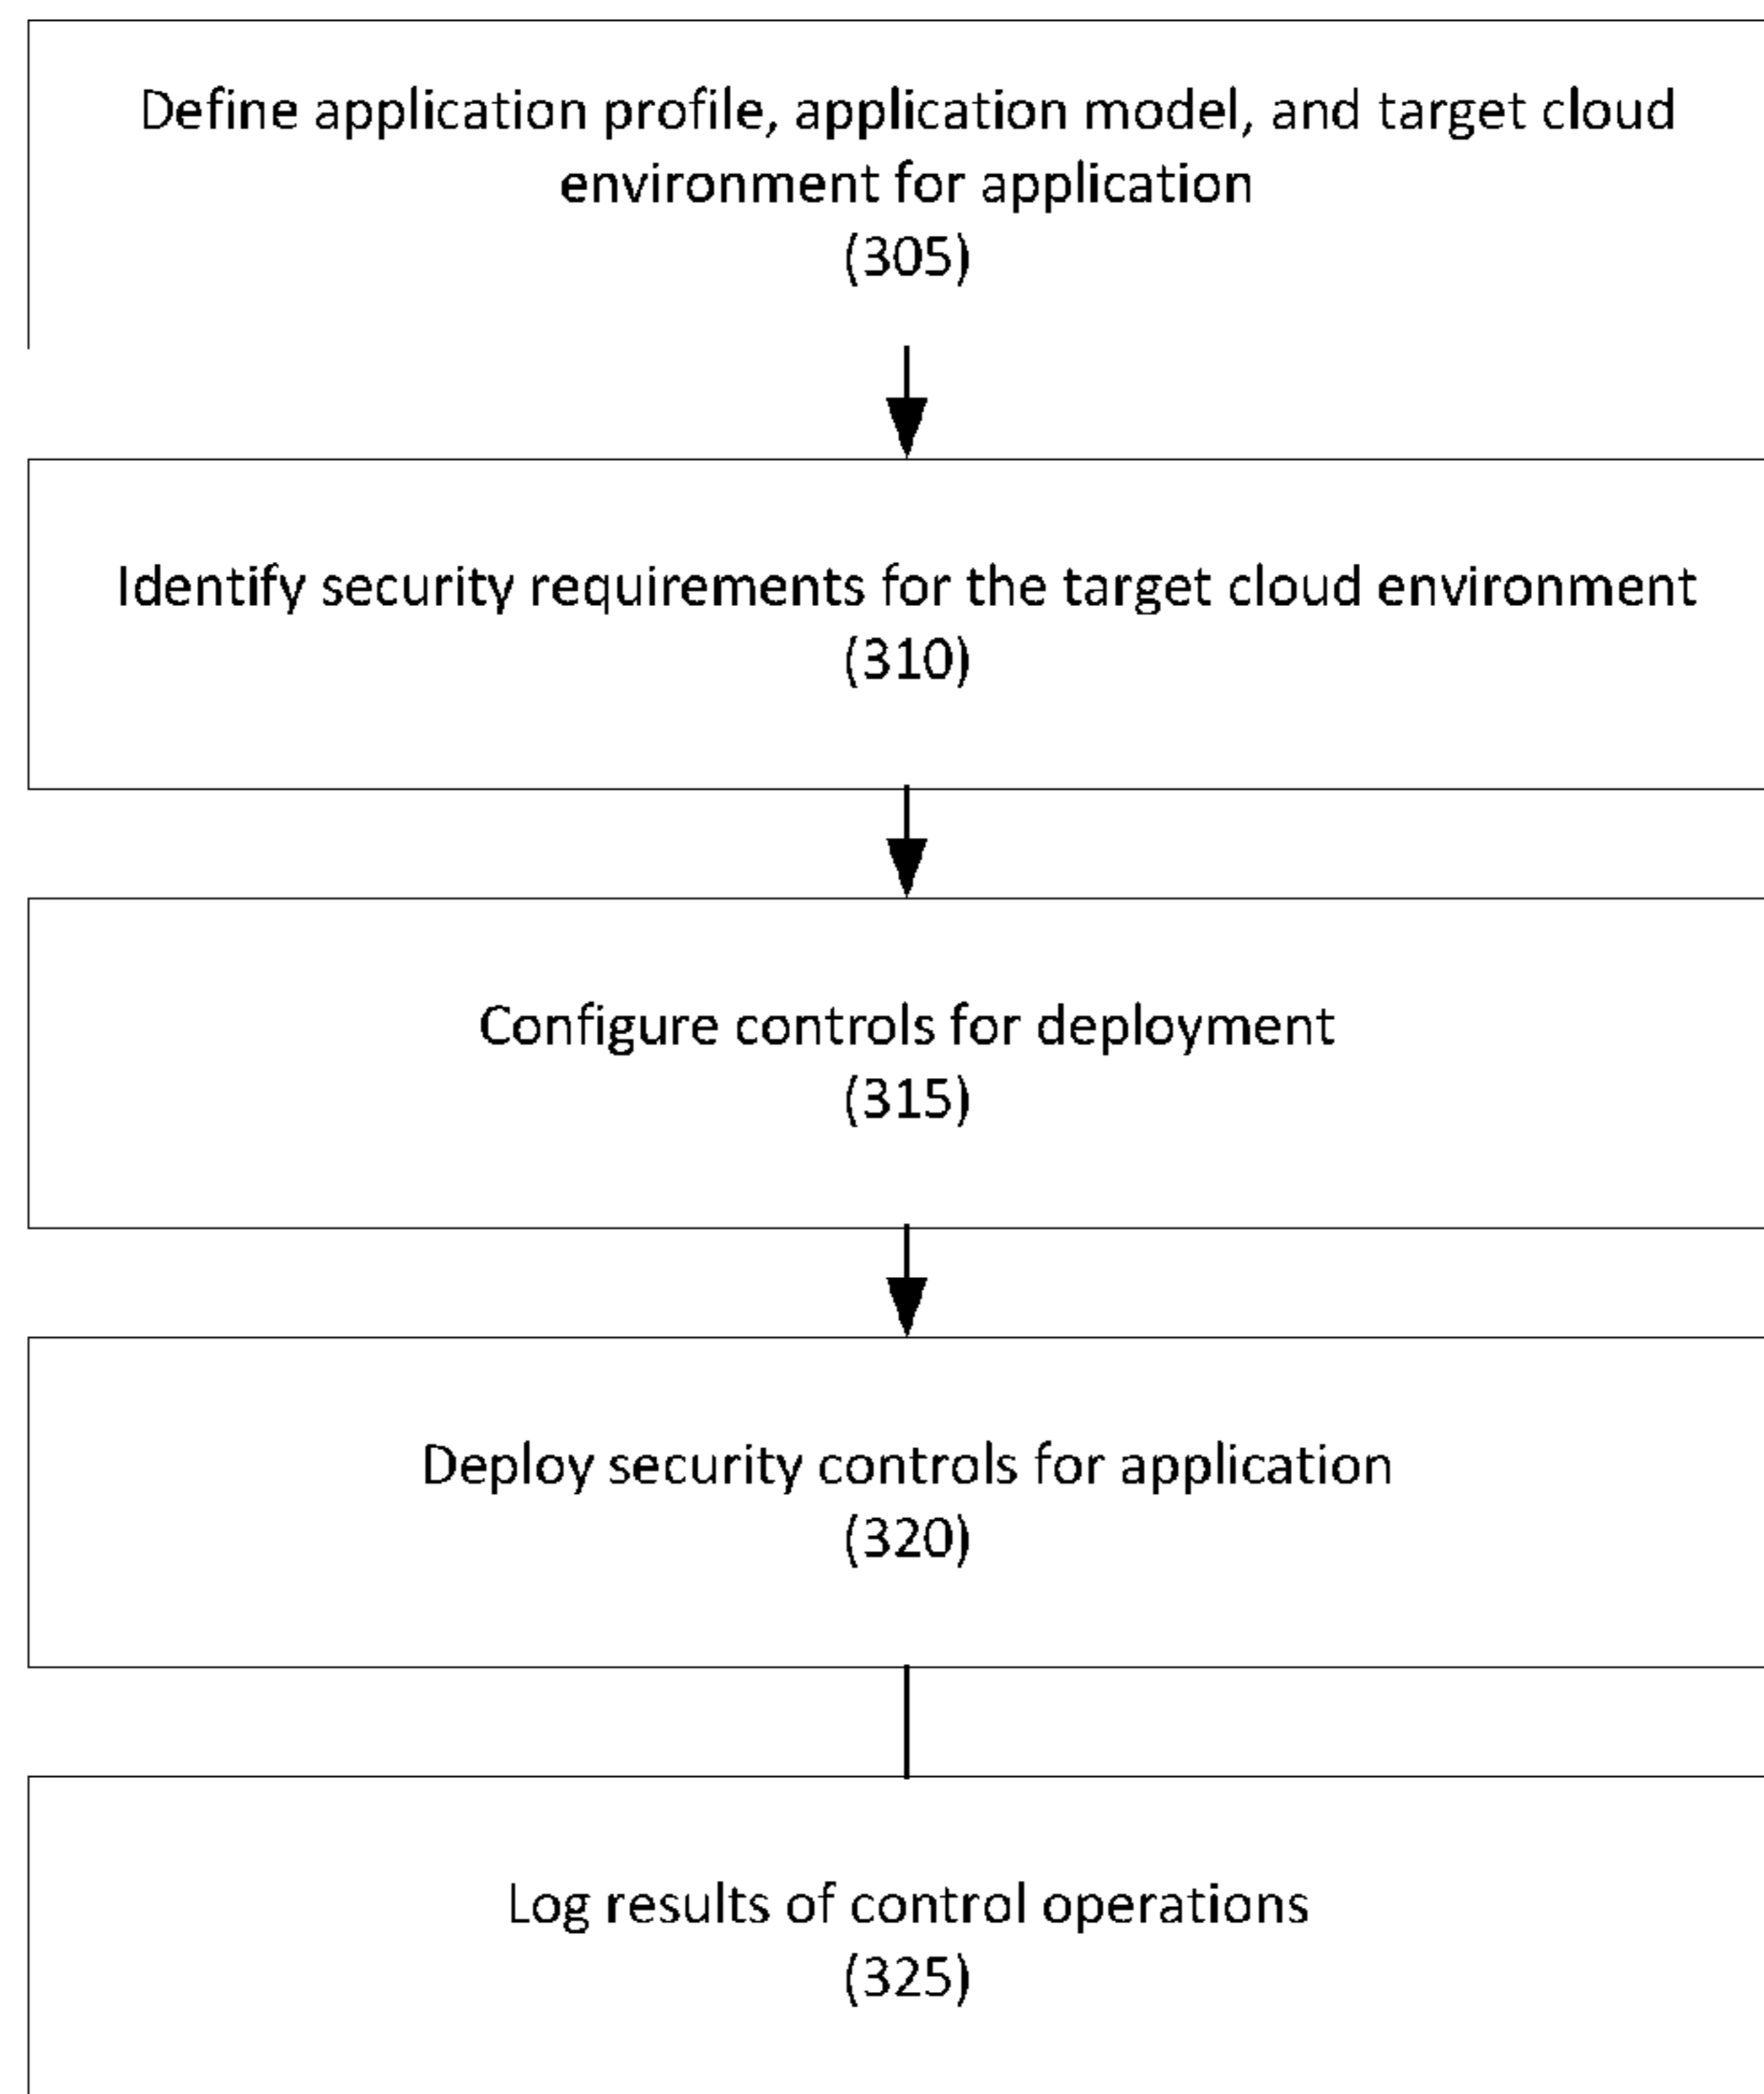 Define application profile, application model, and target cloud
environment for application
(305)
Identify security requirements for the target cloud environment
(310)
Configure controls for deployment
(315)
Deploy security controls for application
(320)
Log results of control operations
(325)